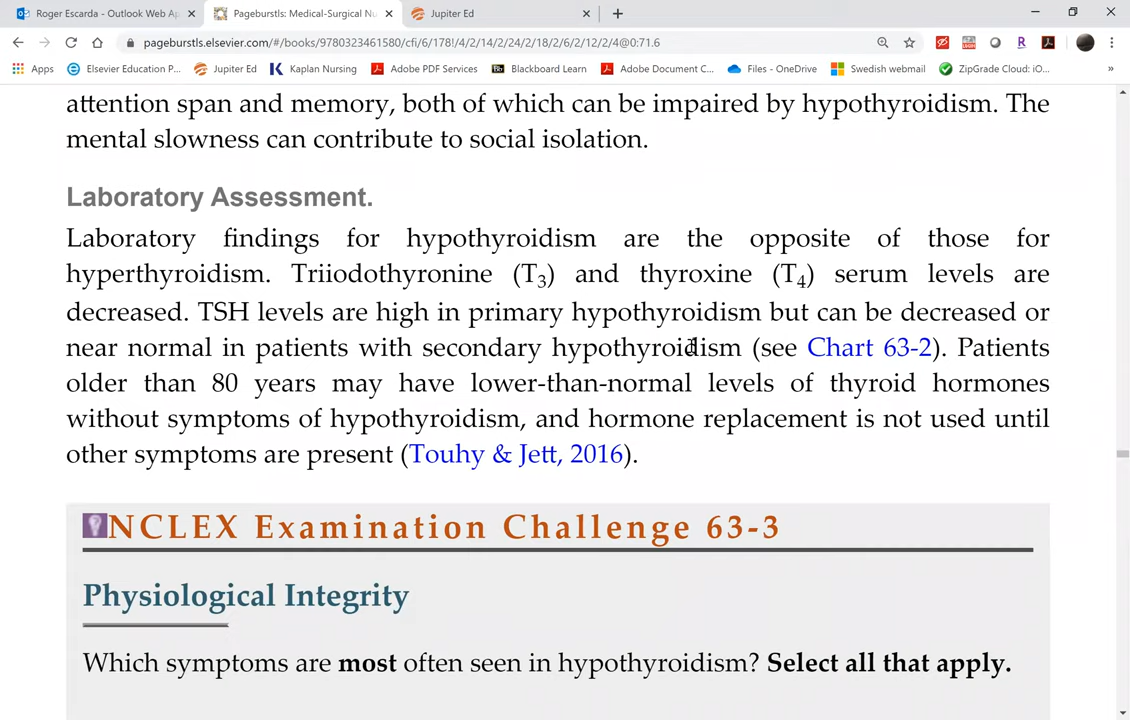 Roger Escarda - Outlook Web Ap
Pageburstls: Medical-Surgical Nu
Jupiter Ed
pageburstls.elsevier.com/#/books/9780323461580/cfi/6/178!/4/2/14/2/24/2/18/2/6/2/12/2/4@0:71.6
Apps
Elsevier Education P...
Jupiter Ed
Kaplan Nursing
Adobe PDF Services
Blackboard Learn
Adobe Document C...
Files - OneDrive
Swedish webmail
ZipGrade Cloud: iO...
»
attention span and memory, both of which can be impaired by hypothyroidism. The
mental slowness can contribute to social isolation.
Laboratory Assessment.
Laboratory findings for hypothyroidism are the opposite of those for
hyperthyroidism. Triiodothyronine (T3) and thyroxine (T4) serum levels are
decreased. TSH levels are high in primary hypothyroidism but can be decreased or
near normal in patients with secondary hypothyroidism (see Chart 63-2). Patients
older than 80 years may have lower-than-normal levels of thyroid hormones
without symptoms of hypothyroidism, and hormone replacement is not used until
other symptoms are present (Touhy & Jett, 2016).
NCLEX Examination Challenge 63-3
Physiological Integrity
Which symptoms are most often seen in hypothyroidism? Select all that apply.